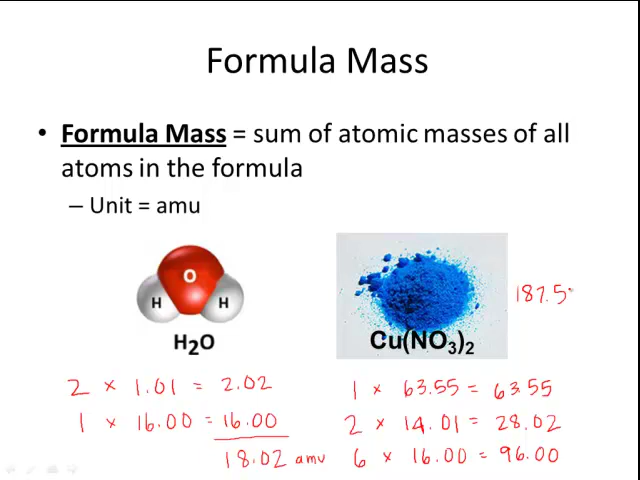 Formula Mass
• Formula Mass = sum of atomic masses of all
atoms in the formula
– Unit = amu
O
H H
H2O
Cu(NO3)2
187.5
2 × 1.01 = 2.02
1 × 16.00 = 16.00
18.02 amu
1 × 63.55 = 63.55
2 × 14.01 = 28.02
6 × 16.00 = 96.00